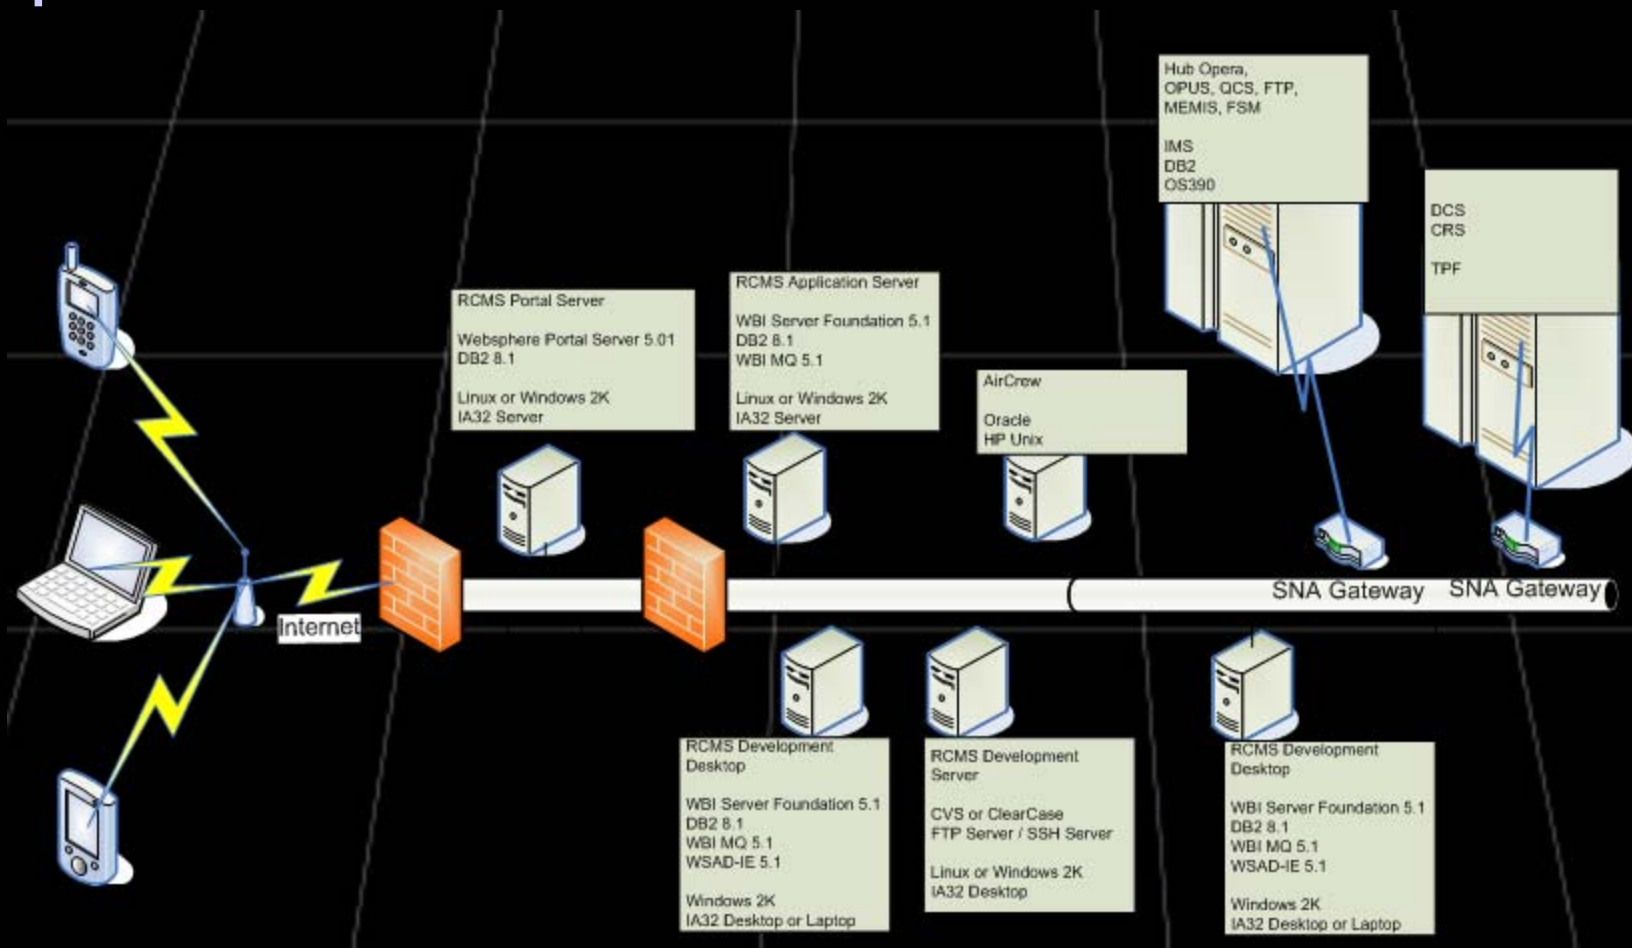 Hub Opera,
OPUS, QCS, FTP,
MEMIS, FSM
IMS
DB2
OS390
DCS
CRS
TPF
RCMS Portal Server
Websphere Portal Server 5.01
DB2 8.1
Linux or Windows 2K
IA32 Server
RCMS Application Server
WBI Server Foundation 5.1
DB2 8.1
WBI MQ 5.1
Linux or Windows 2K
IA32 Server
AirCrew
Oracle
HP Unix
Internet
SNA Gateway
SNA Gateway
RCMS Development
Desktop
WBI Server Foundation 5.1
DB2 8.1
WBI MQ 5.1
WSAD-IE 5.1
Windows 2K
IA32 Desktop or Laptop
RCMS Development
Server
CVS or ClearCase
FTP Server / SSH Server
Linux or Windows 2K
IA32 Desktop
RCMS Development
Desktop
WBI Server Foundation 5.1
DB2 8.1
WBI MQ 5.1
WSAD-IE 5.1
Windows 2K
IA32 Desktop or Laptop